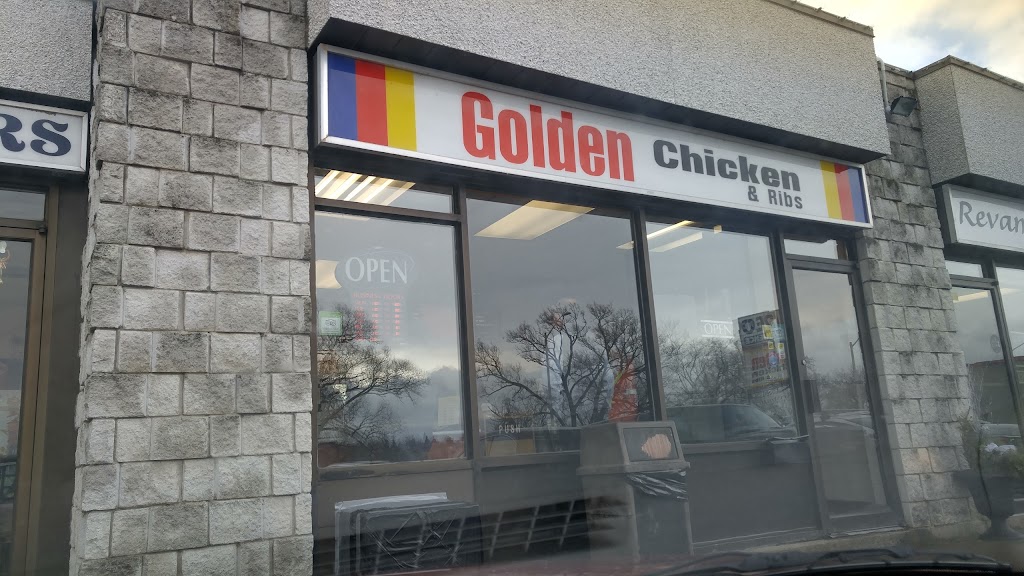 RS
Golden Chicken
& Ribs
Revan
OPEN
OPEN
PUSH